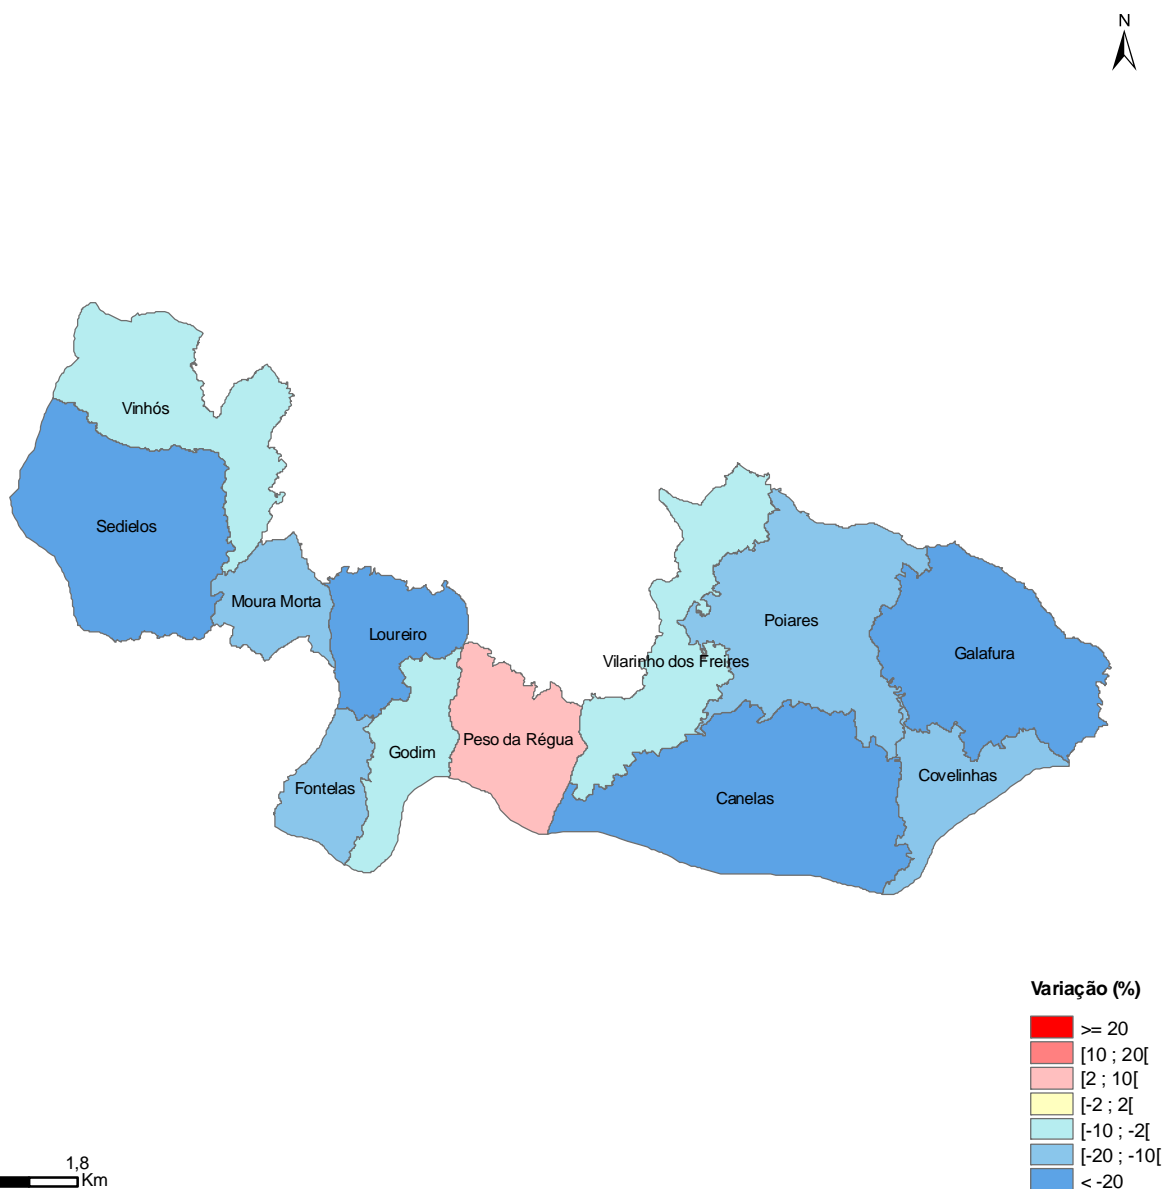 N
Vinhós
Sedielos
Moura Morta
Loureiro
Poiares
Galafura
Vilarinho dos Freires
Peso da Régua
Godim
Fontelas
Canelas
Covelinhas
Variação (%)
>= 20
[10 ; 20[
[2 ; 10[
[-2 ; 2[
[-10 ; -2[
[-20 ; -10[
< -20
1,8
Km